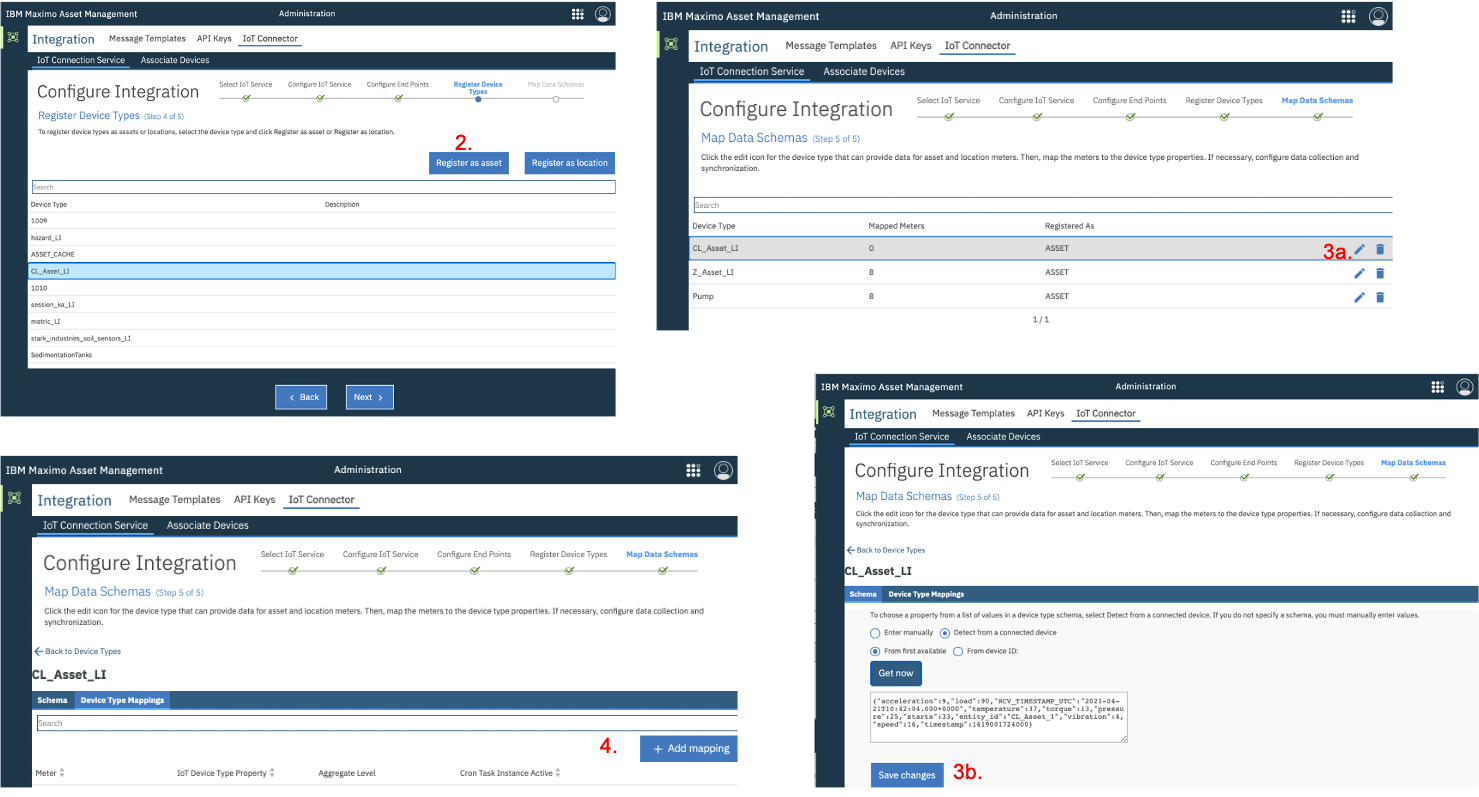 IBM Maximo Asset Management Administration
Integration Message Templates API Keys IoT Connector
IoT Connection Service Associate Devices
Configure Integration Select IoT Service Configure IoT Service Configure End Points Register Device Types Map Data Schemas
Register Device Types (Step 4 of 5)
To register device types as assets or locations, select the device type and click Register as asset or Register as location.
2.
Register as asset Register as location
Search
Device Type Description
1009
hazard_LI
ASSET_CACHE
CL_Asset_LI
1010
session_ka_LI
metric_LI
stark_industries_soil_sensors_LI
SedimentationTanks
Back Next
IBM Maximo Asset Management Administration
Integration Message Templates API Keys IoT Connector
IoT Connection Service Associate Devices
Configure Integration Select IoT Service Configure IoT Service Configure End Points Register Device Types Map Data Schemas
Map Data Schemas (Step 5 of 5)
Click the edit icon for the device type that can provide data for asset and location meters. Then, map the meters to the device type properties. If necessary, configure data collection and
synchronization.
Search
Device Type Mapped Meters Registered As
CL_Asset_LI 0 ASSET 3a.
Z_Asset_LI 8 ASSET
Pump 8 ASSET
1 / 1
IBM Maximo Asset Management Administration
Integration Message Templates API Keys IoT Connector
IoT Connection Service Associate Devices
Configure Integration Select IoT Service Configure IoT Service Configure End Points Register Device Types Map Data Schemas
Map Data Schemas (Step 5 of 5)
Click the edit icon for the device type that can provide data for asset and location meters. Then, map the meters to the device type properties. If necessary, configure data collection and
synchronization.
Back to Device Types
CL_Asset_LI
Schema Device Type Mappings
To choose a property from a list of values in a device type schema, select Detect from a connected device. If you do not specify a schema, you must manually enter values.
Enter manually Detect from a connected device
From first available From device ID:
Get now
{"acceleration":9,"load":90,"RCV_TIMESTAMP_UTC":"2021-04-
21T10:42:04.000+0000","temperature":37,"torque":13,"pressu
re":25,"starts":33,"entity_id":"CL_Asset_1","vibration":4,
"speed":16,"timestamp":1619001724000}
Save changes 3b.
IBM Maximo Asset Management Administration
Integration Message Templates API Keys IoT Connector
IoT Connection Service Associate Devices
Configure Integration Select IoT Service Configure IoT Service Configure End Points Register Device Types Map Data Schemas
Map Data Schemas (Step 5 of 5)
Click the edit icon for the device type that can provide data for asset and location meters. Then, map the meters to the device type properties. If necessary, configure data collection and
synchronization.
Back to Device Types
CL_Asset_LI
Schema Device Type Mappings
Search
4. + Add mapping
Meter IoT Device Type Property Aggregate Level Cron Task Instance Active